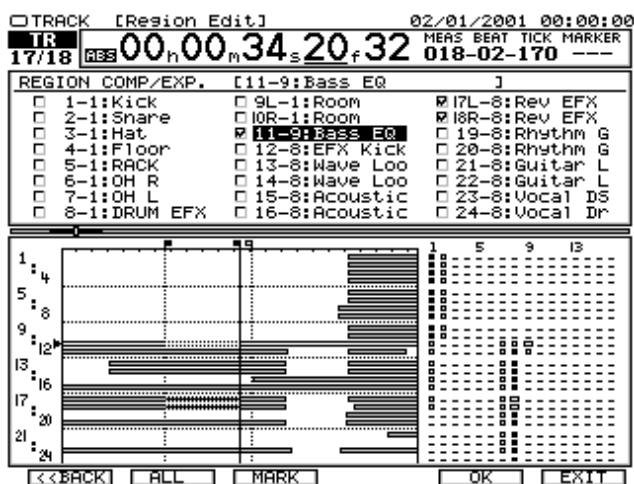 TRACK [Region Edit] 02/01/2001 00:00:00
TR 17/18 ABS 00h00m34s20f32 MEAS BEAT TICK MARKER 018-02-170 ---
REGION COMP/EXP. [11-9:Bass EQ ]
1-1:Kick 9L-1:Room 17L-8:Rev EFX
2-1:Snare 10R-1:Room 18R-8:Rev EFX
3-1:Hat 11-9:Bass EQ 19-8:Rhythm G
4-1:Floor 12-8:EFX Kick 20-8:Rhythm G
5-1:RACK 13-8:Wave Loo 21-8:Guitar L
6-1:OH R 14-8:Wave Loo 22-8:Guitar L
7-1:OH L 15-8:Acoustic 23-8:Vocal DS
8-1:DRUM EFX 16-8:Acoustic 24-8:Vocal Dr
1 5 9 13
1
:4
5
:8
9
:12
13
:16
17
:20
21
:24
<<BACK ALL MARK OK EXIT